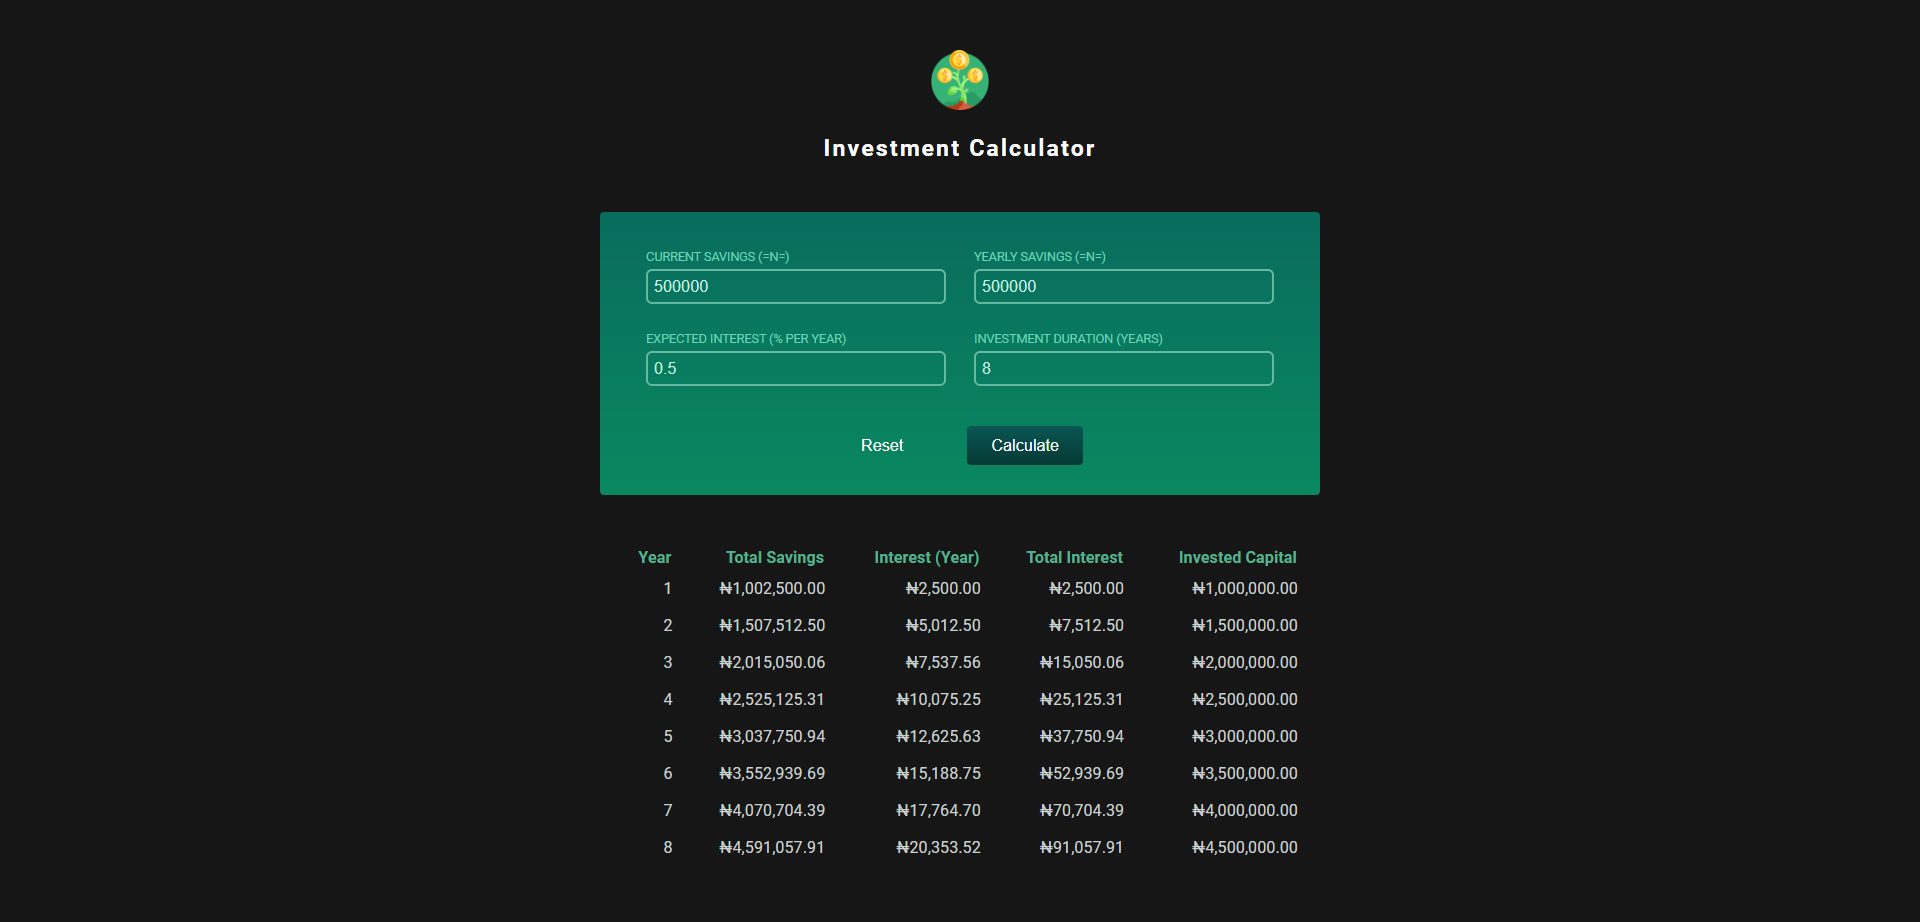 Investment Calculator
CURRENT SAVINGS (=N=) YEARLY SAVINGS (=N=)
500000 500000
EXPECTED INTEREST (% PER YEAR) INVESTMENT DURATION (YEARS)
0.5 8
Reset Calculate
Year Total Savings Interest (Year) Total Interest Invested Capital
1 ₦1,002,500.00 ₦2,500.00 ₦2,500.00 ₦1,000,000.00
2 ₦1,507,512.50 ₦5,012.50 ₦7,512.50 ₦1,500,000.00
3 ₦2,015,050.06 ₦7,537.56 ₦15,050.06 ₦2,000,000.00
4 ₦2,525,125.31 ₦10,075.25 ₦25,125.31 ₦2,500,000.00
5 ₦3,037,750.94 ₦12,625.63 ₦37,750.94 ₦3,000,000.00
6 ₦3,552,939.69 ₦15,188.75 ₦52,939.69 ₦3,500,000.00
7 ₦4,070,704.39 ₦17,764.70 ₦70,704.39 ₦4,000,000.00
8 ₦4,591,057.91 ₦20,353.52 ₦91,057.91 ₦4,500,000.00